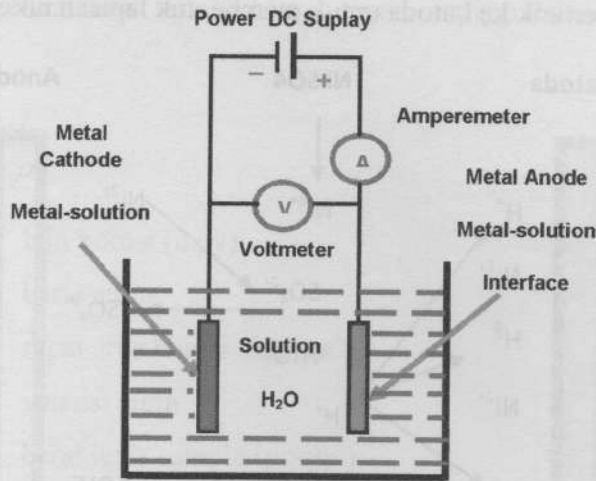 Power DC Suplay
− +
Amperemeter
A
Metal
Cathode
Metal Anode
Metal-solution
V
Metal-solution
Voltmeter
Interface
Solution
H₂O